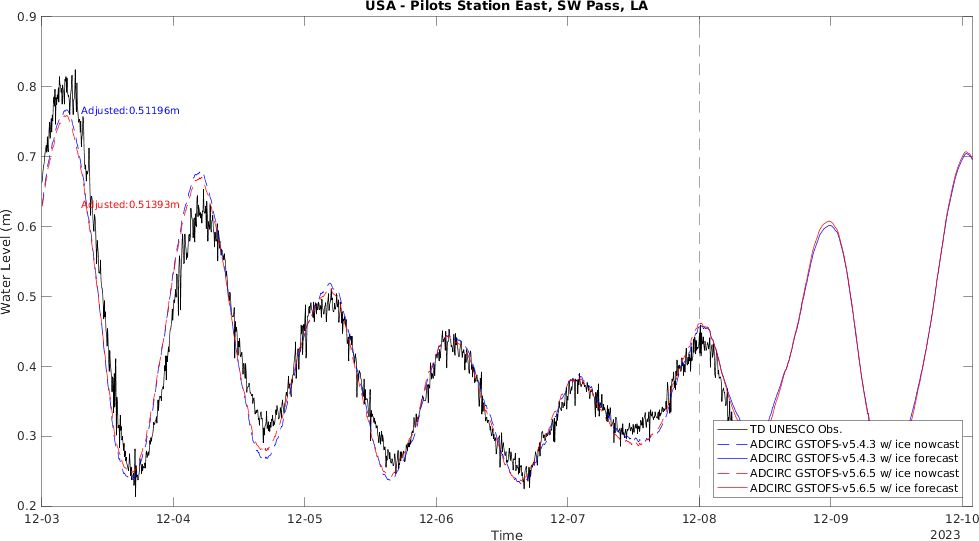 USA - Pilots Station East, SW Pass, LA
0.9
0.8
Adjusted:0.51196m
0.7
Adjusted:0.51393m
0.6
Water Level (m)
0.5
0.4
0.3
0.2
TD UNESCO Obs.
ADCIRC GSTOFS-v5.4.3 w/ ice nowcast
ADCIRC GSTOFS-v5.4.3 w/ ice forecast
ADCIRC GSTOFS-v5.6.5 w/ ice nowcast
ADCIRC GSTOFS-v5.6.5 w/ ice forecast
12-03 12-04 12-05 12-06 12-07 12-08 12-09 12-10
Time
2023